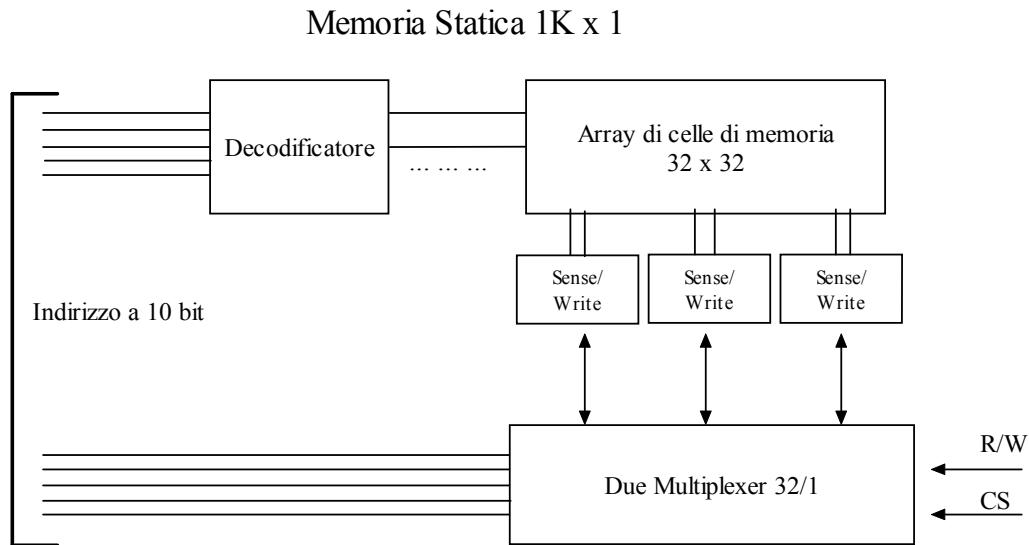 Memoria Statica 1K x 1
Decodificatore
Array di celle di memoria
32 x 32
... ... ...
Sense/
Write
Sense/
Write
Sense/
Write
Indirizzo a 10 bit
R/W
Due Multiplexer 32/1
CS